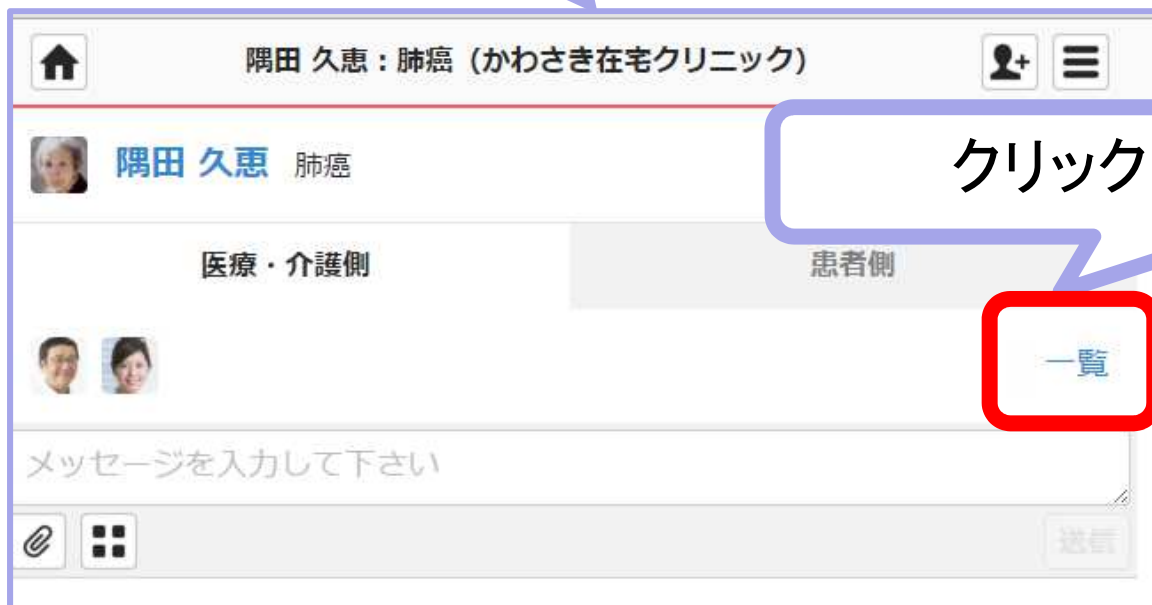 隅田 久恵：肺癌（かわさき在宅クリニック）
隅田 久恵 肺癌
クリック
医療・介護側
患者側
一覧
メッセージを入力して下さい
送信